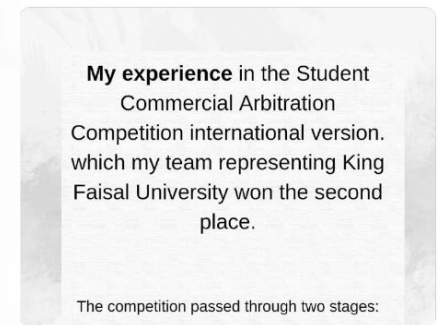 My experience in the Student
Commercial Arbitration
Competition international version.
which my team representing King
Faisal University won the second
place.
The competition passed through two stages: